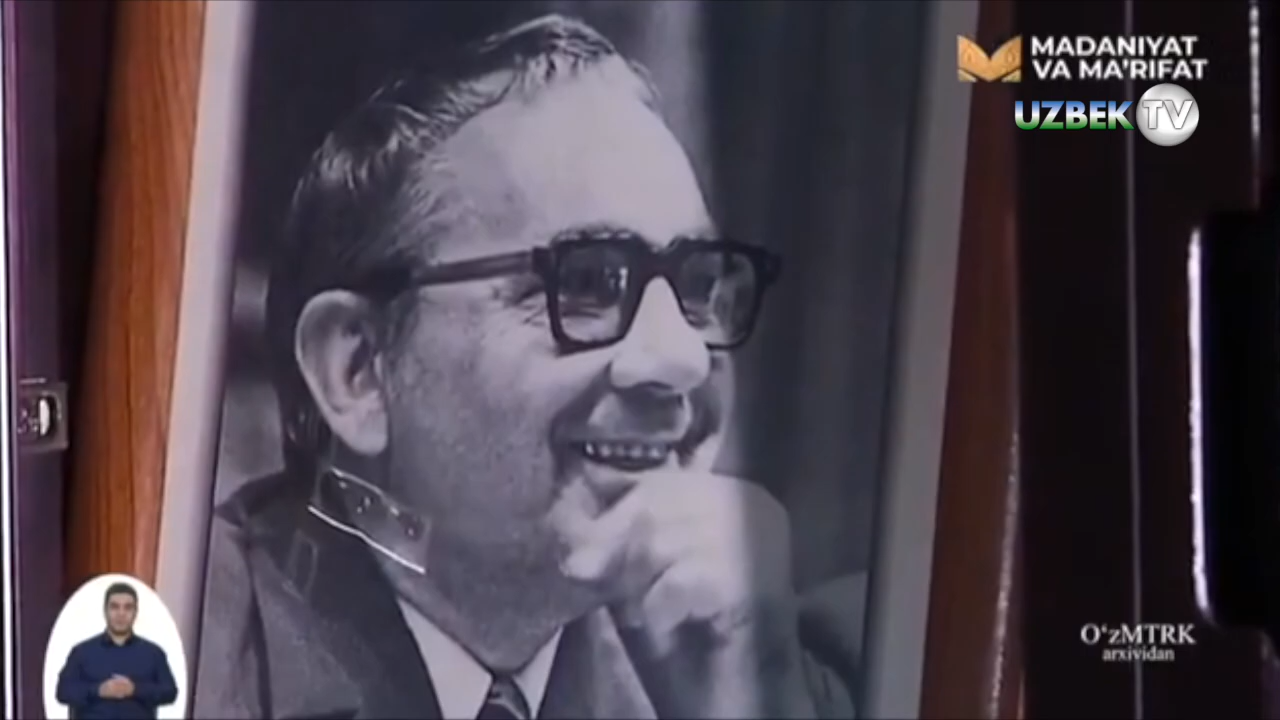 MADANIYAT
VA MA'RIFAT
UZBEK TV
O‘zMTRK
arxividan